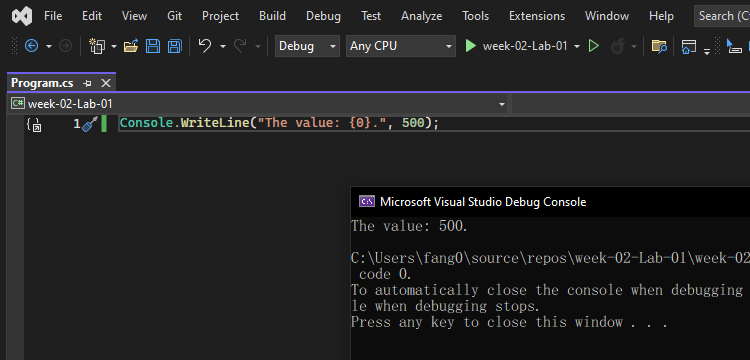 File Edit View Git Project Build Debug Test Analyze Tools Extensions Window Help Search (C
Debug Any CPU week-02-Lab-01
Program.cs
C# week-02-Lab-01
1 Console.WriteLine("The value: {0}.", 500);
C:\ Microsoft Visual Studio Debug Console
The value: 500.
C:\Users\fang0\source\repos\week-02-Lab-01\week-02
code 0.
To automatically close the console when debugging
le when debugging stops.
Press any key to close this window . . .